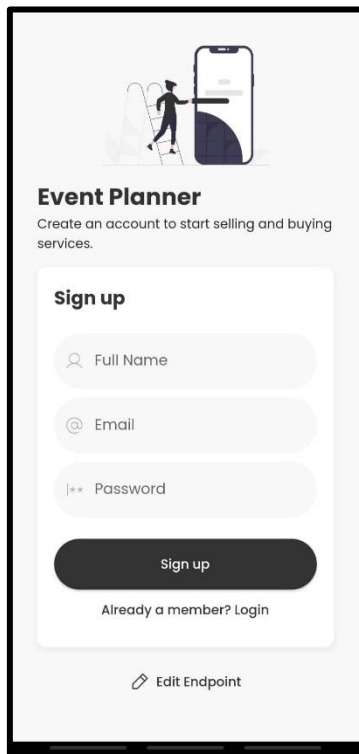 Event Planner
Create an account to start selling and buying
services.
Sign up
Full Name
Email
|** Password
Sign up
Already a member? Login
Edit Endpoint